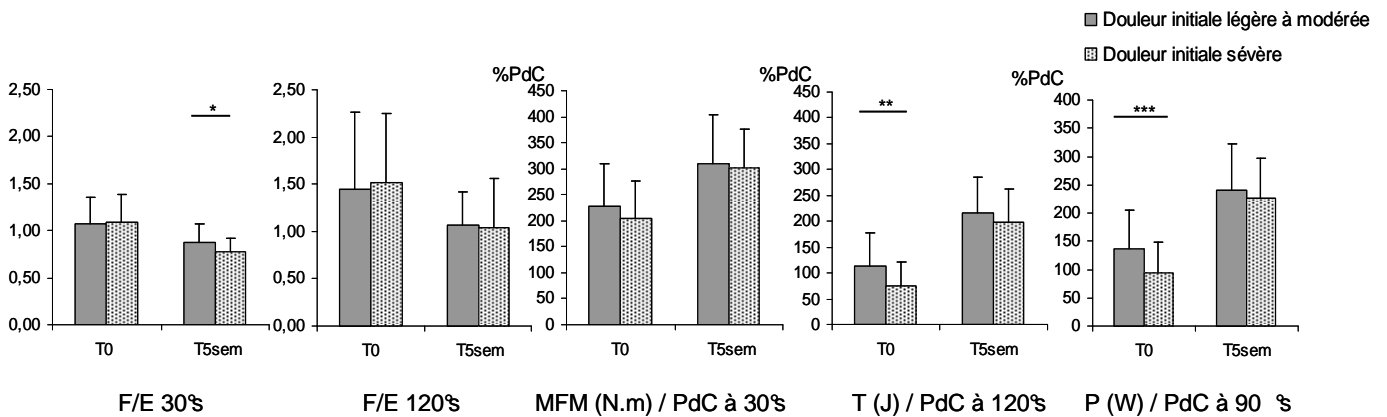 Douleur initiale légère à modérée
Douleur initiale sévère
2,50
2,00
1,50
1,00
0,50
0,00
*
T0
T5sem
F/E 30°s
2,50
2,00
1,50
1,00
0,50
0,00
T0
T5sem
F/E 120°s
%PdC
450
400
350
300
250
200
150
100
50
0
T0
T5sem
MFM (N.m) / PdC à 30°s
%PdC
450
400
350
300
250
200
150
100
50
0
**
T0
T5sem
T (J) / PdC à 120°s
%PdC
400
350
300
250
200
150
100
50
0
***
T0
T5sem
P (W) / PdC à 90 °s